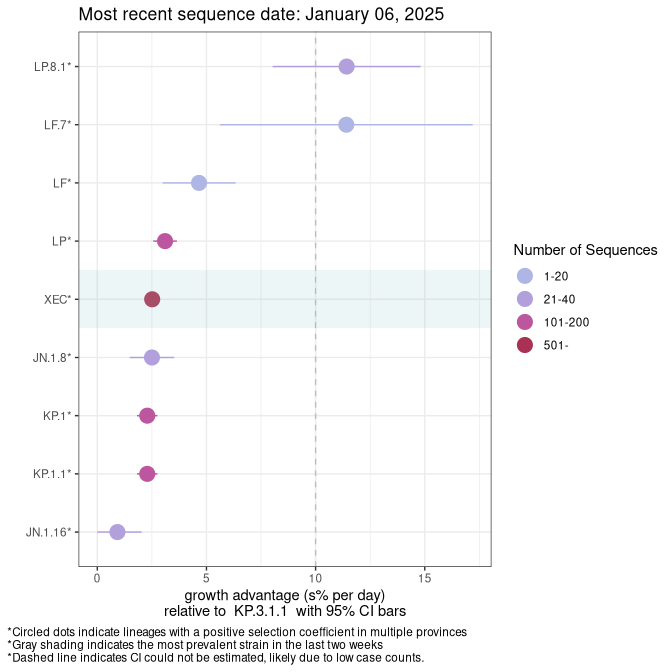 Most recent sequence date: January 06, 2025
LP.8.1*
LF.7*
LF*
LP*
XEC*
JN.1.8*
KP.1*
KP.1.1*
JN.1.16*
0 5 10 15
growth advantage (s% per day)
relative to KP.3.1.1 with 95% CI bars
Number of Sequences
1-20
21-40
101-200
501-
*Circled dots indicate lineages with a positive selection coefficient in multiple provinces
*Gray shading indicates the most prevalent strain in the last two weeks
*Dashed line indicates CI could not be estimated, likely due to low case counts.